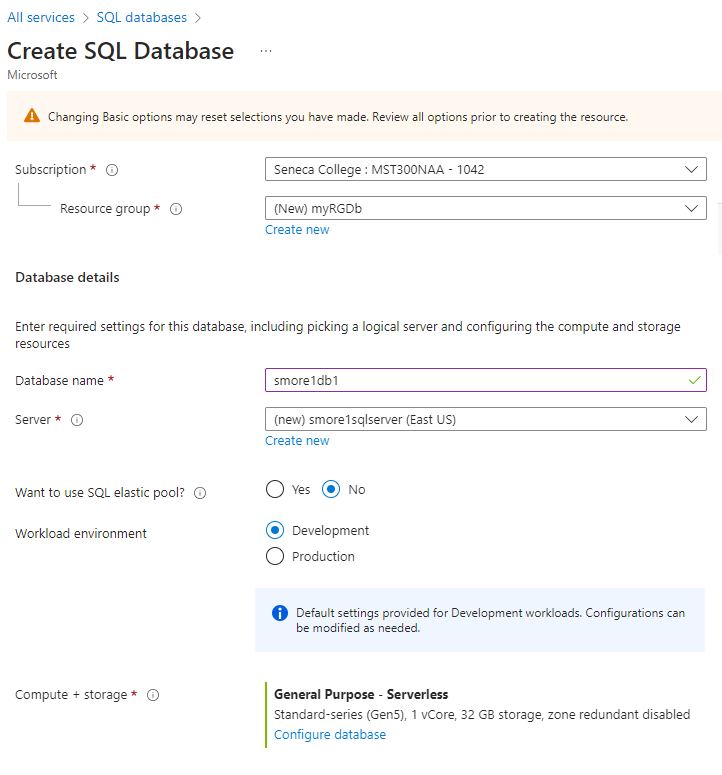 All services > SQL databases >
Create SQL Database ...
Microsoft
Changing Basic options may reset selections you have made. Review all options prior to creating the resource.
Subscription * Seneca College : MST300NAA - 1042
Resource group * (New) myRGDb
Create new
Database details
Enter required settings for this database, including picking a logical server and configuring the compute and storage
resources
Database name * smore1db1
Server * (new) smore1sqlserver (East US)
Create new
Want to use SQL elastic pool? Yes No
Workload environment Development
Production
Default settings provided for Development workloads. Configurations can
be modified as needed.
Compute + storage * General Purpose - Serverless
Standard-series (Gen5), 1 vCore, 32 GB storage, zone redundant disabled
Configure database